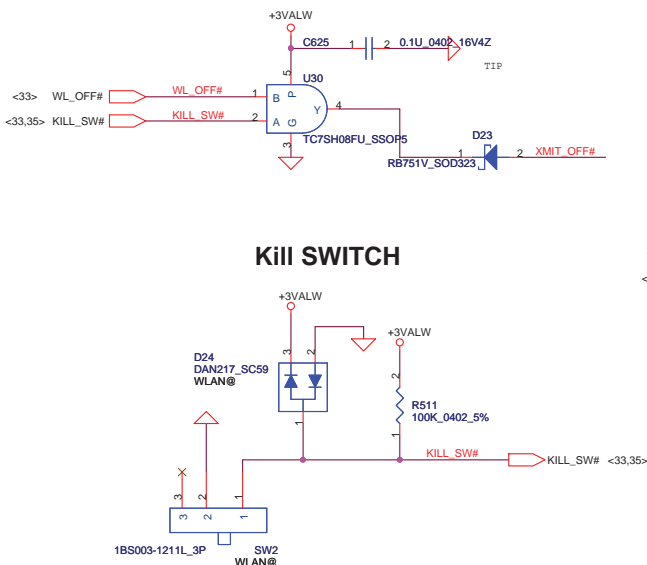 +3VALW
C625 1 2 0.1U_0402_16V4Z
TIP
5 U30
<33> WL_OFF# WL_OFF# 1 B P
Y 4
<33,35> KILL_SW# KILL_SW# 2 A G
3 TC7SH08FU_SSOP5
D23
1 2 XMIT_OFF#
RB751V_SOD323
Kill SWITCH
<
+3VALW
+3VALW
3 2
D24
DAN217_SC59
WLAN@
2
R511
100K_0402_5%
1 1
KILL_SW# KILL_SW# <33,35>
3 2 1
3 2 1
1BS003-1211L_3P SW2
WLAN@